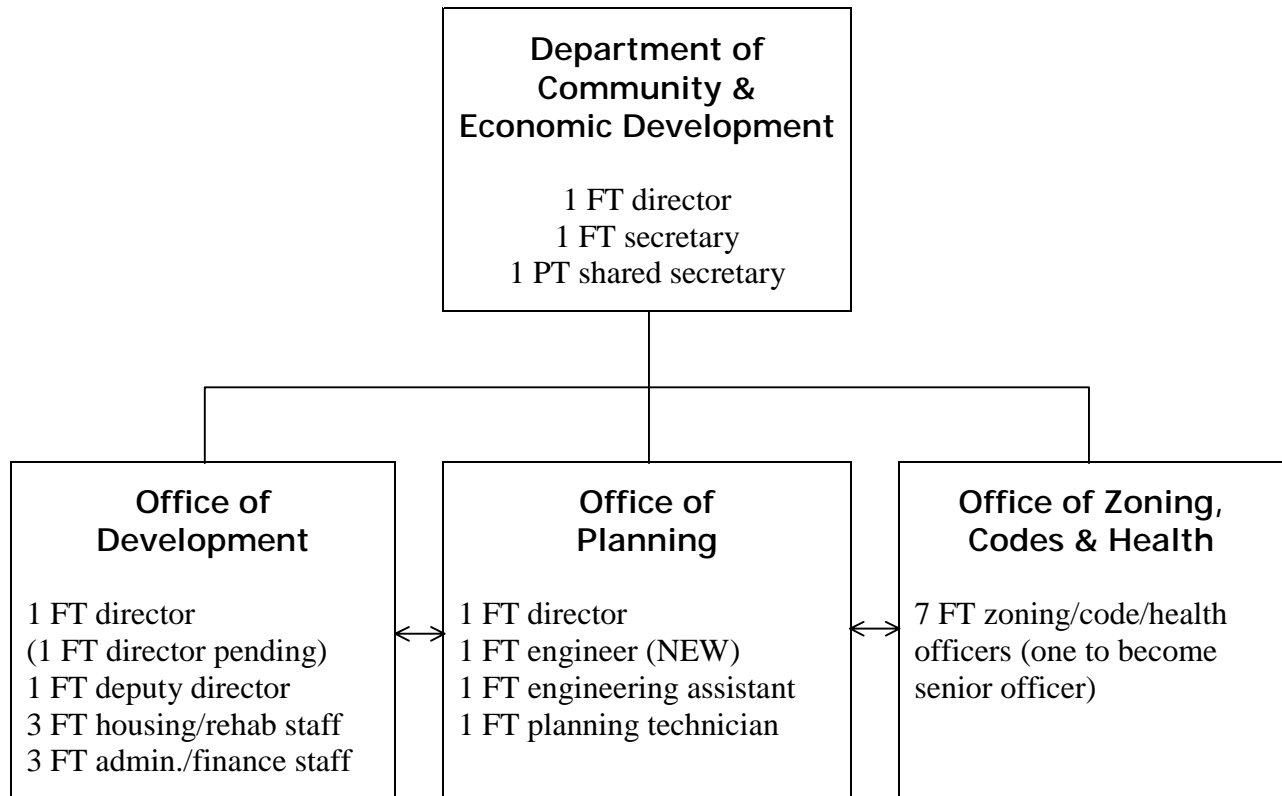 Department of
Community &
Economic Development
1 FT director
1 FT secretary
1 PT shared secretary
Office of
Development
1 FT director
(1 FT director pending)
1 FT deputy director
3 FT housing/rehab staff
3 FT admin./finance staff
Office of
Planning
1 FT director
1 FT engineer (NEW)
1 FT engineering assistant
1 FT planning technician
Office of Zoning,
Codes & Health
7 FT zoning/code/health
officers (one to become
senior officer)